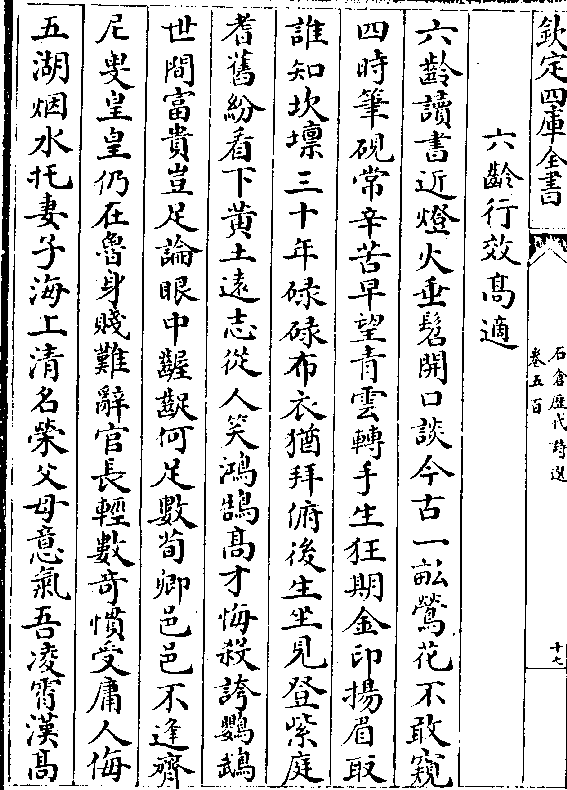 欽定四庫全書
石倉歴代詩選
卷五百
十七
六齡行效髙適
六齡讀書近燈火垂髫開口談今古一畆鶯花不敢窺
四時筆硯常辛苦早望青雲轉手生狂期金印揚眉取
誰知坎壈三十年碌碌布衣猶拜俯後生坐見登紫庭
耆舊紛看下黄土遠志從人笑鴻鵠髙才悔殺誇鸚鵡
世間富貴豈足論眼中齷齪何足數荀卿邑邑不逢齊
尼叟皇皇仍在魯身賤難辭官長輕數竒慣受庸人侮
五湖烟水托妻子海上清名榮父母意氣吾凌霄漢髙